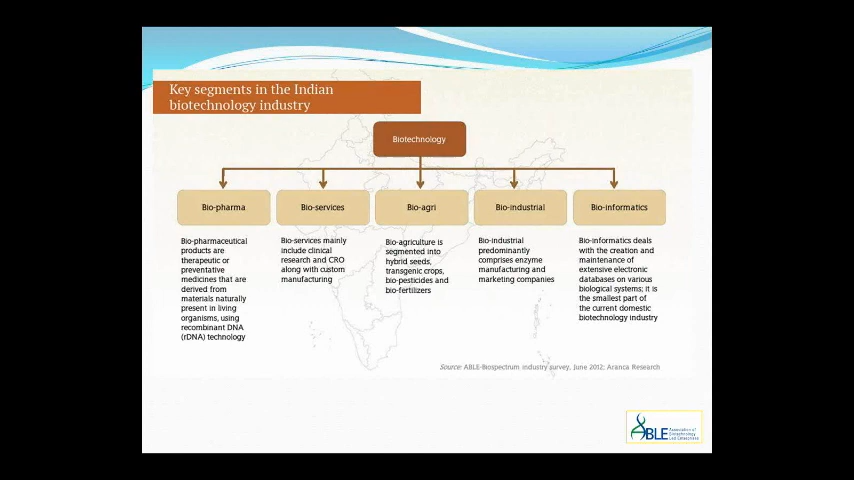 Key segments in the Indian
biotechnology industry
Biotechnology
Bio-pharma
Bio-services
Bio-agri
Bio-industrial
Bio-informatics
Bio-pharmaceutical
products are
therapeutic or
preventative
medicines that are
derived from
materials naturally
present in living
organisms, using
recombinant DNA
(rDNA) technology
Bio-services mainly
include clinical
research and CRO
along with custom
manufacturing
Bio-agriculture is
segmented into
hybrid seeds,
transgenic crops,
bio-pesticides and
bio-fertilizers
Bio-industrial
predominantly
comprises enzyme
manufacturing and
marketing companies
Bio-informatics deals
with the creation and
maintenance of
extensive electronic
databases on various
biological systems; it is
the smallest part of
the current domestic
biotechnology industry
Source: ABLE-Biospectrum industry survey, June 2012; Aranca Research
ABLE
Association of
Biotechnology
Led Enterprises